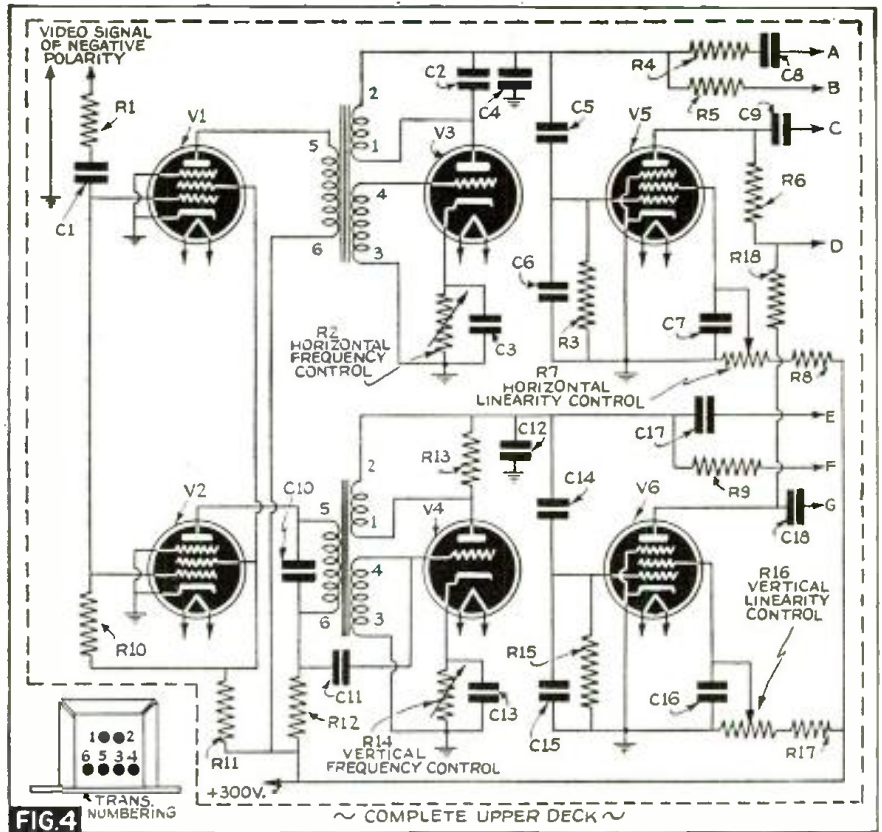 VIDEO SIGNAL
OF NEGATIVE
POLARITY
R1
C1
V1
5
6
2
1
4
3
C2
C4
V3
C3
R2
HORIZONTAL
FREQUENCY
CONTROL
C5
C6
R3
V5
C7
R7
HORIZONTAL
LINEARITY
CONTROL
R8
R4
C8
A
R5
B
C9
C
R6
D
R18
V2
R10
C10
5
6
2
1
4
3
R13
V4
C12
C11
R12
R11
R14
VERTICAL
FREQUENCY
CONTROL
C13
C14
C15
R15
V6
C16
C17
E
R9
F
G
C18
R16
VERTICAL
LINEARITY
CONTROL
R17
+300V.
1 2
6 5 3 4
TRANS.
NUMBERING
FIG.4
~ COMPLETE UPPER DECK ~